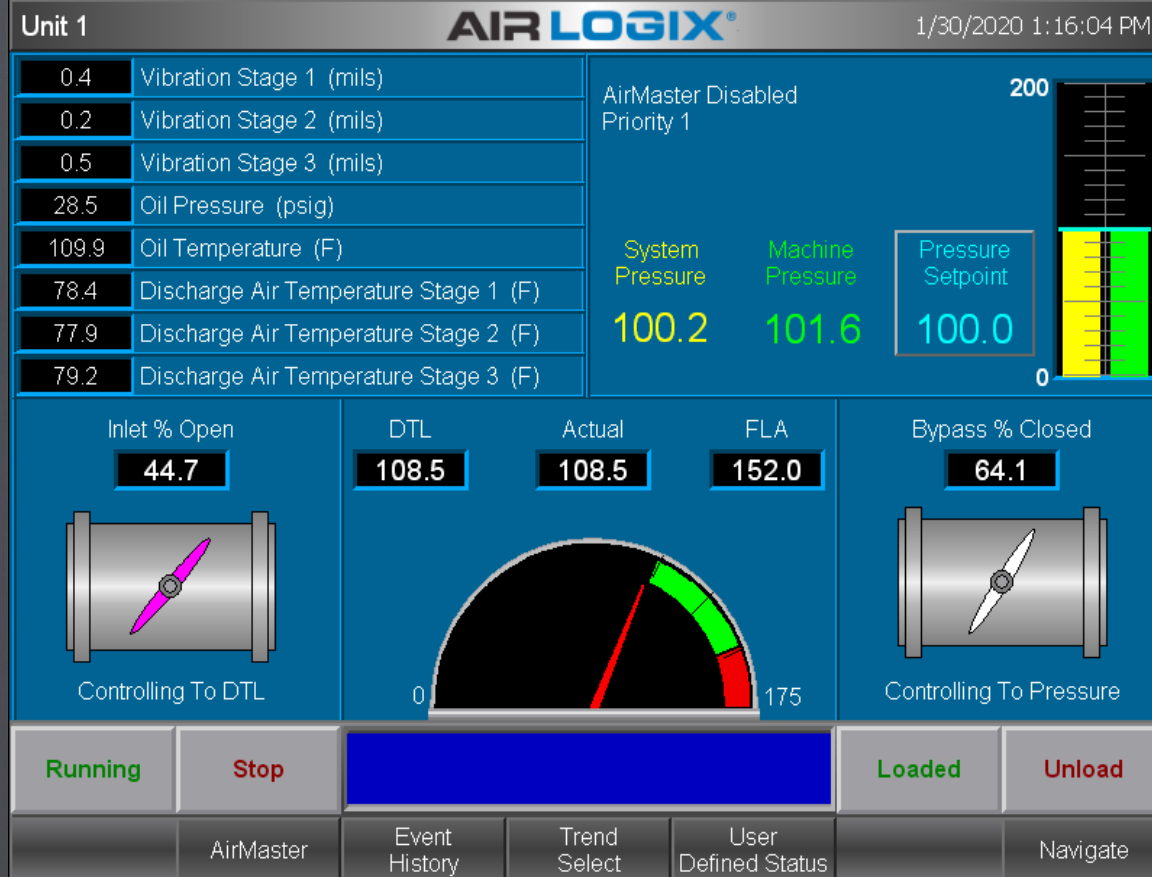 Unit 1
AIRLOGIX®
1/30/2020 1:16:04 PM
0.4 Vibration Stage 1 (mils)
0.2 Vibration Stage 2 (mils)
0.5 Vibration Stage 3 (mils)
28.5 Oil Pressure (psig)
109.9 Oil Temperature (F)
78.4 Discharge Air Temperature Stage 1 (F)
77.9 Discharge Air Temperature Stage 2 (F)
79.2 Discharge Air Temperature Stage 3 (F)
AirMaster Disabled
Priority 1
System
Pressure
100.2
Machine
Pressure
101.6
Pressure
Setpoint
100.0
200
0
Inlet % Open
44.7
Controlling To DTL
DTL Actual FLA
108.5 108.5 152.0
0 175
Bypass % Closed
64.1
Controlling To Pressure
Running
Stop
Loaded
Unload
AirMaster
Event
History
Trend
Select
User
Defined Status
Navigate